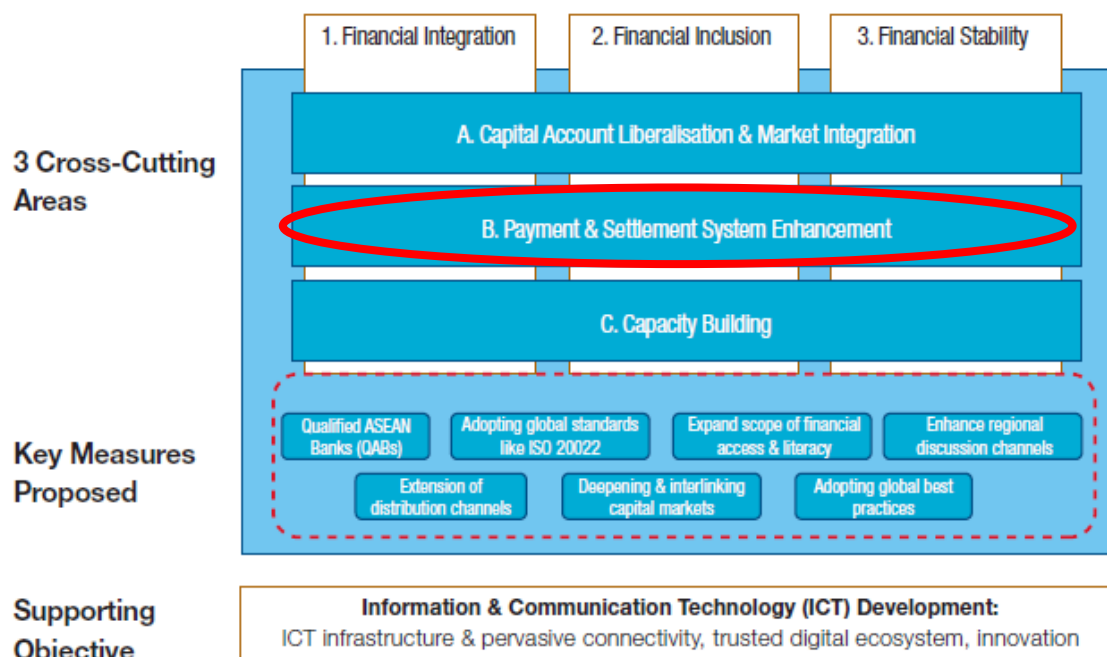 1. Financial Integration
2. Financial Inclusion
3. Financial Stability
3 Cross-Cutting
Areas
A. Capital Account Liberalisation & Market Integration
B. Payment & Settlement System Enhancement
C. Capacity Building
Key Measures
Proposed
Qualified ASEAN
Banks (QABs)
Adopting global standards
like ISO 20022
Expand scope of financial
access & literacy
Enhance regional
discussion channels
Extension of
distribution channels
Deepening & interlinking
capital markets
Adopting global best
practices
Supporting
Objective
Information & Communication Technology (ICT) Development:
ICT infrastructure & pervasive connectivity, trusted digital ecosystem, innovation